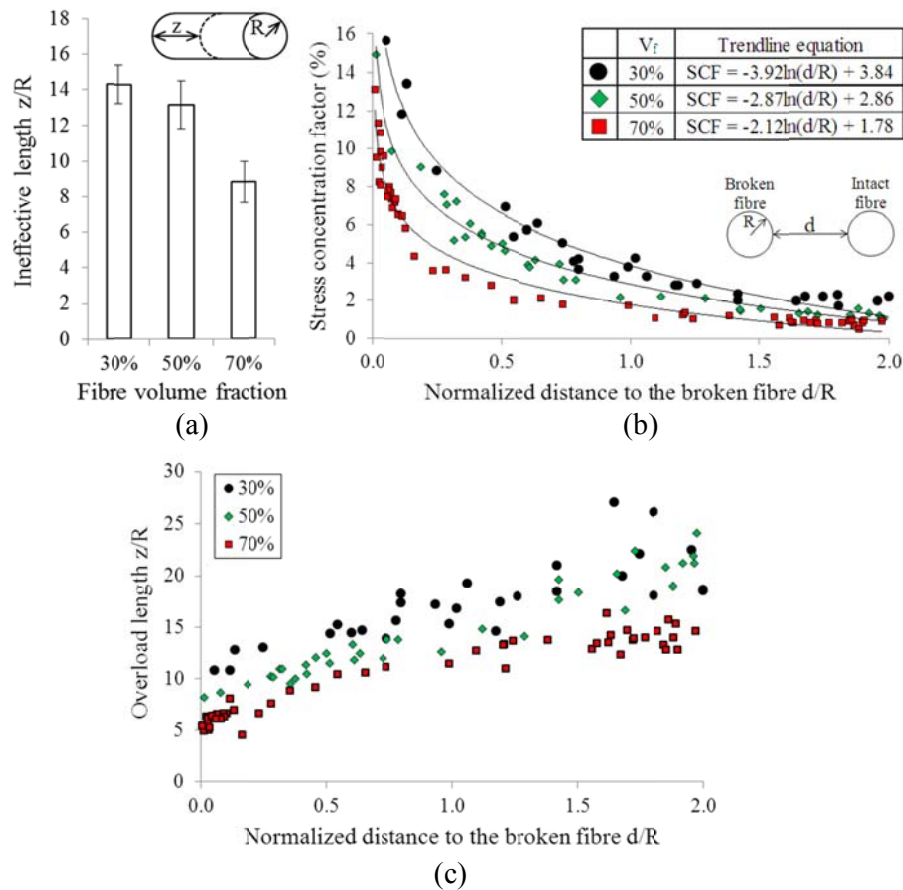 (a)
18
16
14
12
10
8
6
4
2
0
Ineffective length z/R
z
R
30% 50% 70%
Fibre volume fraction
(a)
(b)
16
14
12
10
8
6
4
2
0
Stress concentration factor (%)
Vf Trendline equation
30% SCF = -3.92ln(d/R) + 3.84
50% SCF = -2.87ln(d/R) + 2.86
70% SCF = -2.12ln(d/R) + 1.78
Broken fibre
Intact fibre
R
d
0.0 0.5 1.0 1.5 2.0
Normalized distance to the broken fibre d/R
(b)
30
25
20
15
10
5
0
Overload length z/R
30%
50%
70%
0.0 0.5 1.0 1.5 2.0
Normalized distance to the broken fibre d/R
(c)